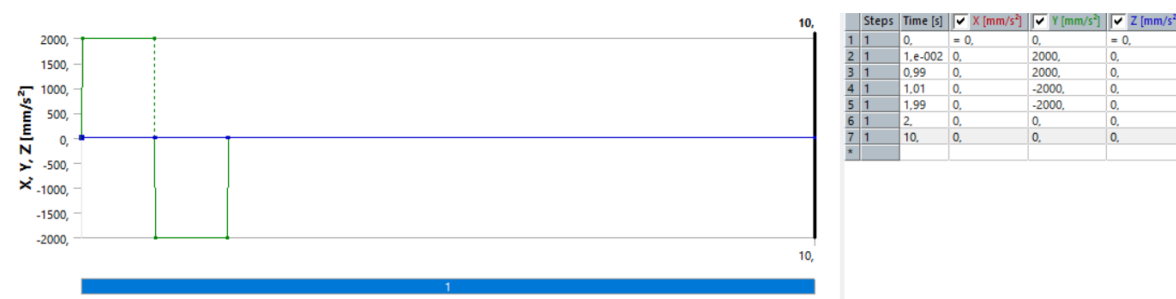 10,
2000,
1500,
1000,
500,
0,
-500,
-1000,
-1500,
-2000,
X, Y, Z [mm/s²]
10,
1
Steps Time [s] X [mm/s²] Y [mm/s²] Z [mm/s²
1 1 0, = 0, 0, = 0,
2 1 1,e-002 0, 2000, 0,
3 1 0,99 0, 2000, 0,
4 1 1,01 0, -2000, 0,
5 1 1,99 0, -2000, 0,
6 1 2, 0, 0, 0,
7 1 10, 0, 0, 0,
*